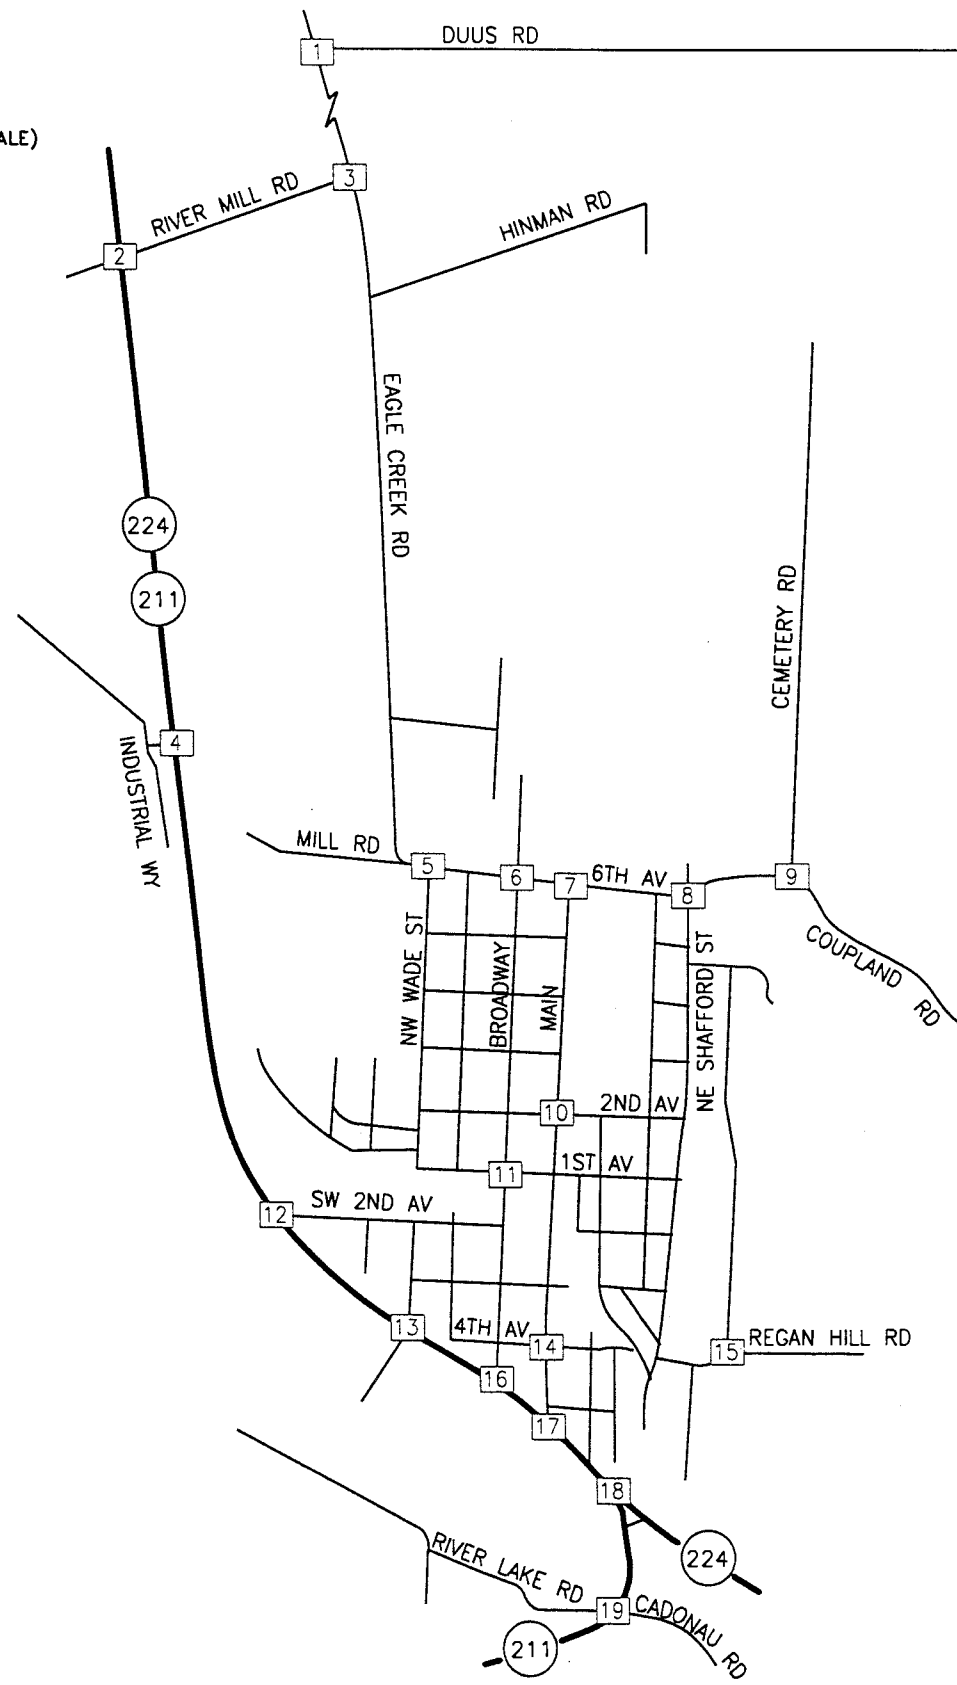 DUUS RD
1
ALE)
3
RIVER MILL RD
HINMAN RD
2
EAGLE CREEK RD
224
211
CEMETERY RD
4
INDUSTRIAL WY
MILL RD
5
6
7
6TH AV
8
9
COUPLAND RD
NW WADE ST
BROADWAY
MAIN
NE SHAFFORD ST
10
2ND AV
11
1ST AV
12
SW 2ND AV
13
4TH AV
14
15
REGAN HILL RD
16
17
18
224
RIVER LAKE RD
19
CADONAU RD
211